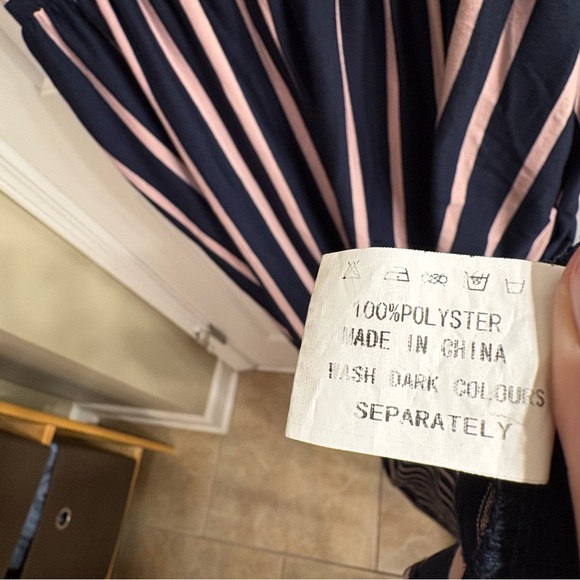 100%POLYSTER
MADE IN CHINA
WASH DARK COLOURS
SEPARATELY